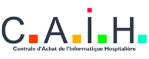 C.A.I.H.
Centrale d'Achat de l'Informatique Hospitalière